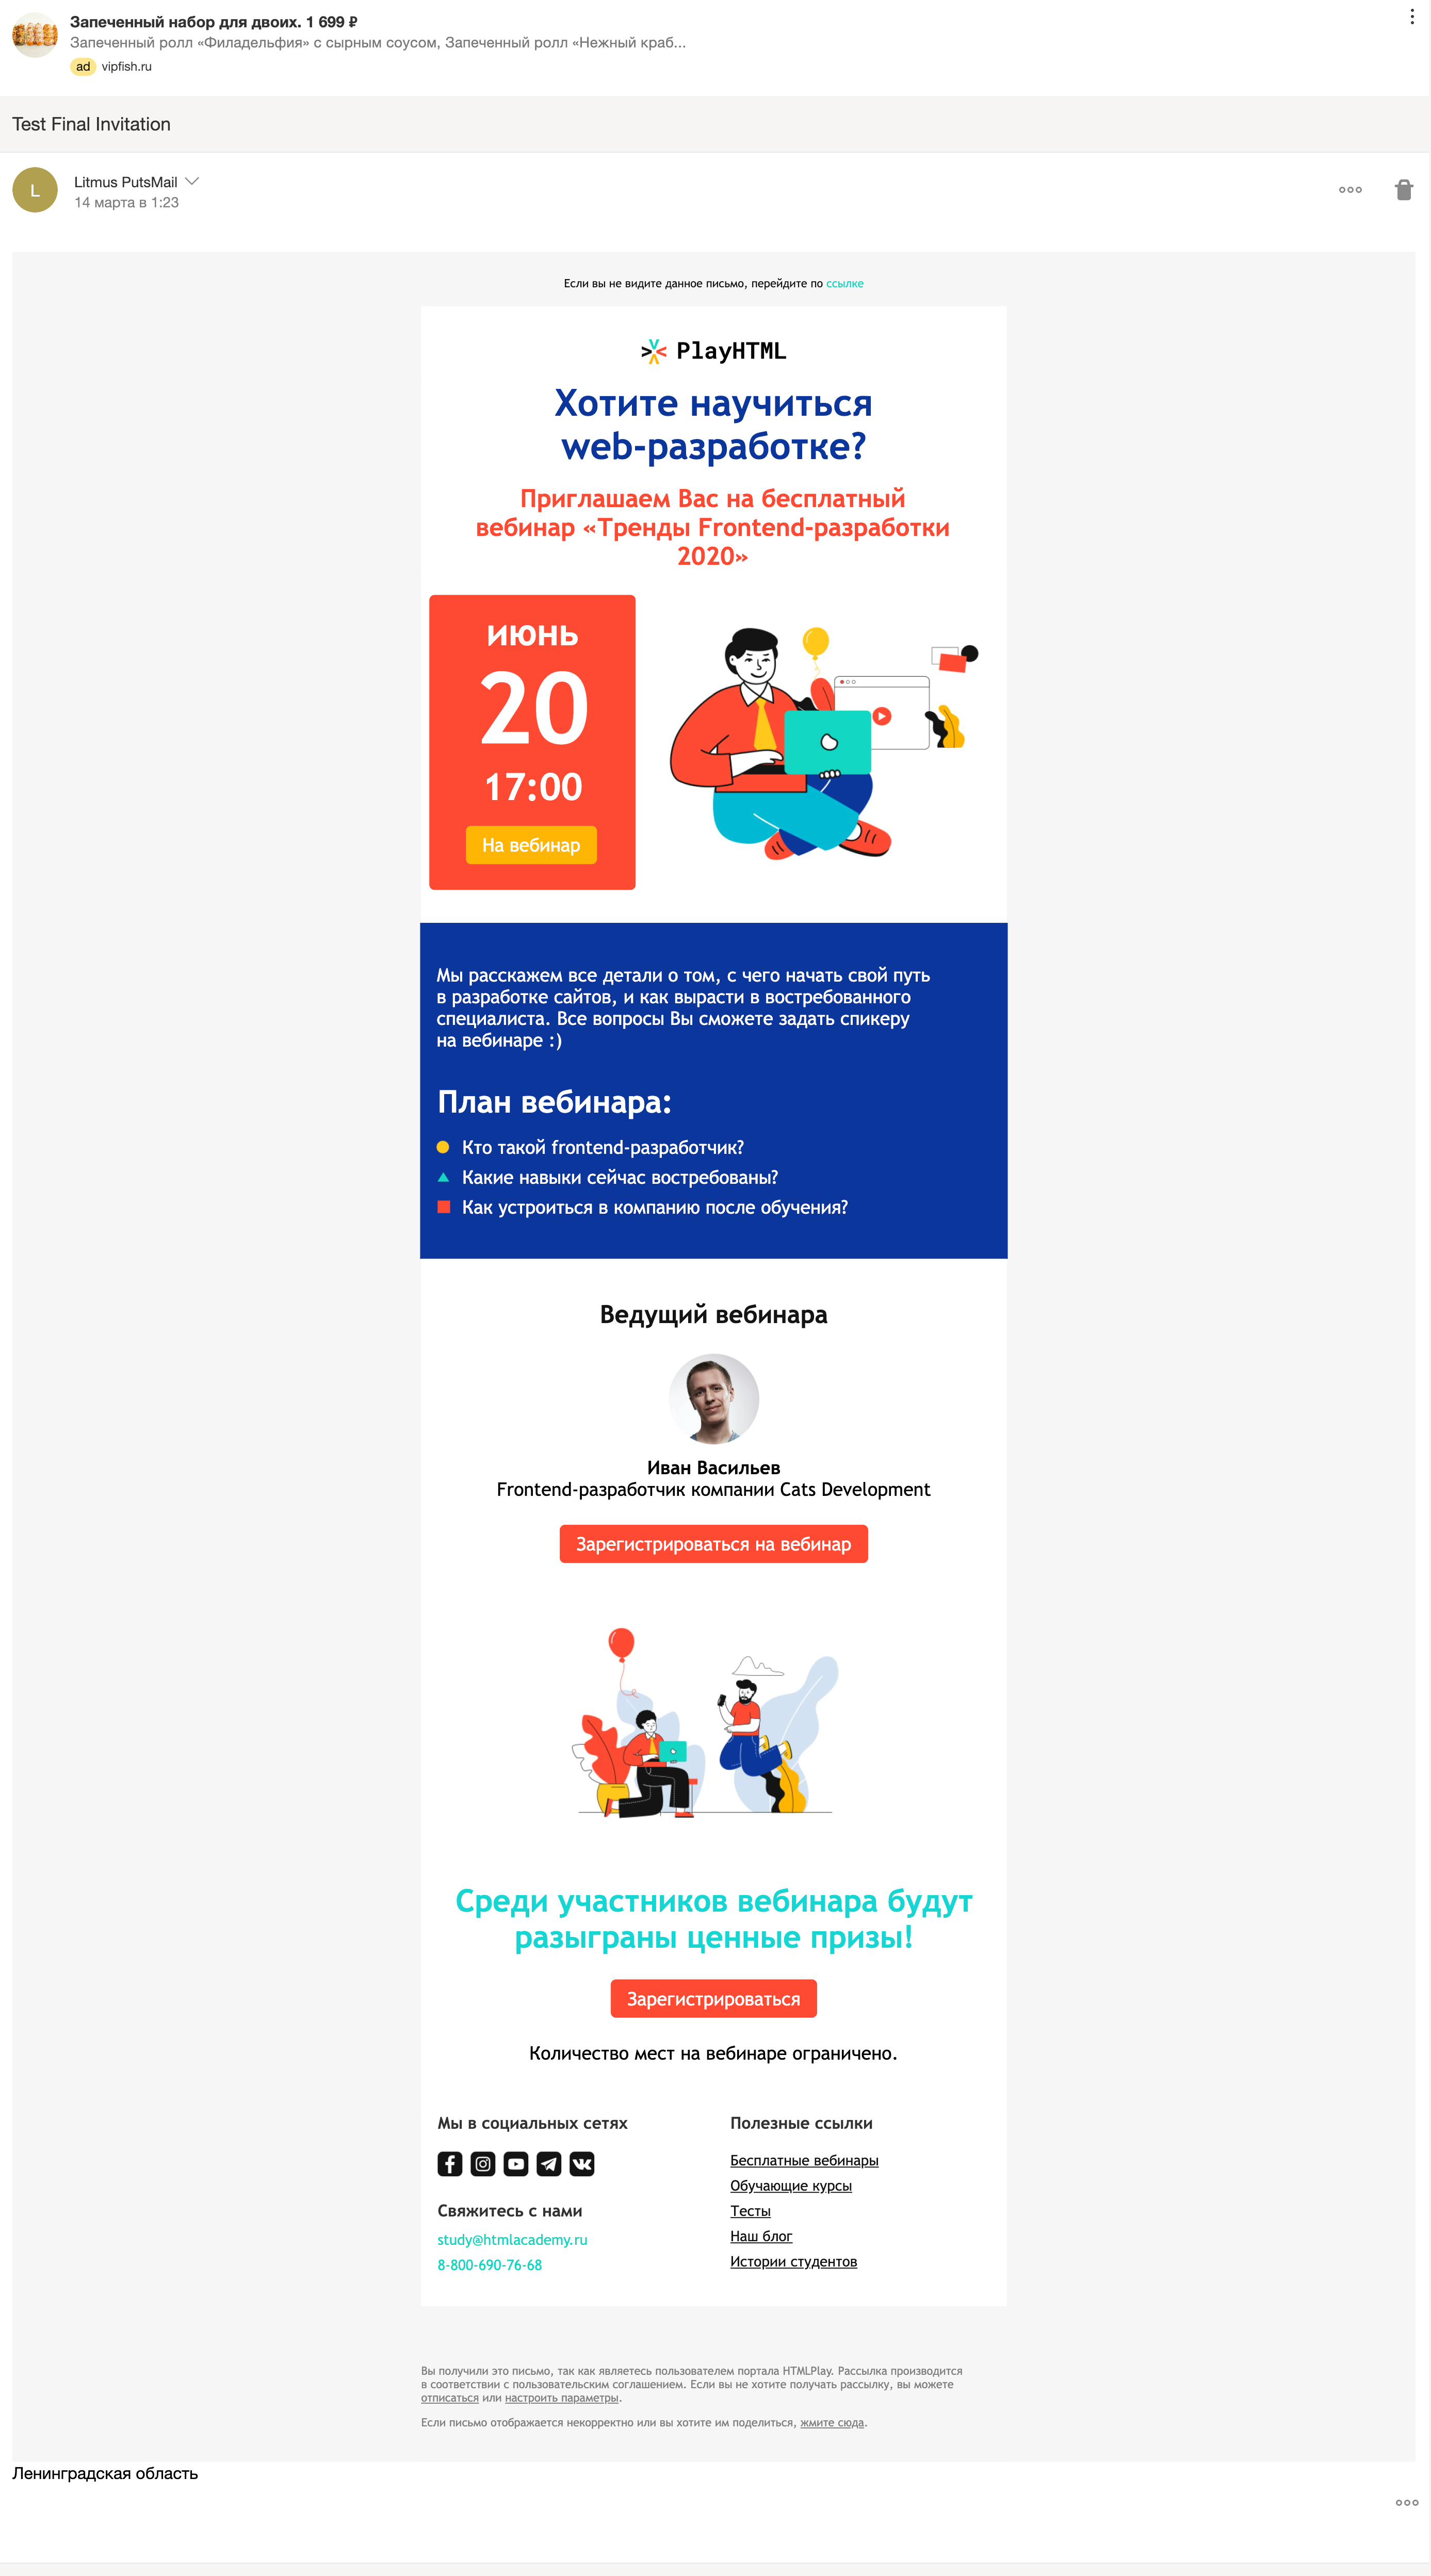 Запеченный набор для двоих. 1 699 ₽
Запеченный ролл «Филадельфия» с сырным соусом, Запеченный ролл «Нежный краб...
ad vipfish.ru
Test Final Invitation
L
Litmus PutsMail
14 марта в 1:23
Если вы не видите данное письмо, перейдите по ссылке
PlayHTML
Хотите научиться
web-разработке?
Приглашаем Вас на бесплатный
вебинар «Тренды Frontend-разработки
2020»
июнь
20
17:00
На вебинар
Мы расскажем все детали о том, с чего начать свой путь
в разработке сайтов, и как вырасти в востребованного
специалиста. Все вопросы Вы сможете задать спикеру
на вебинаре :)
План вебинара:
Кто такой frontend-разработчик?
Какие навыки сейчас востребованы?
Как устроиться в компанию после обучения?
Ведущий вебинара
Иван Васильев
Frontend-разработчик компании Cats Development
Зарегистрироваться на вебинар
Среди участников вебинара будут
разыграны ценные призы!
Зарегистрироваться
Количество мест на вебинаре ограничено.
Мы в социальных сетях
Свяжитесь с нами
study@htmlacademy.ru
8-800-690-76-68
Полезные ссылки
Бесплатные вебинары
Обучающие курсы
Тесты
Наш блог
Истории студентов
Вы получили это письмо, так как являетесь пользователем портала HTMLPlay. Рассылка производится
в соответствии с пользовательским соглашением. Если вы не хотите получать рассылку, вы можете
отписаться или настроить параметры.
Если письмо отображается некорректно или вы хотите им поделиться, жмите сюда.
Ленинградская область